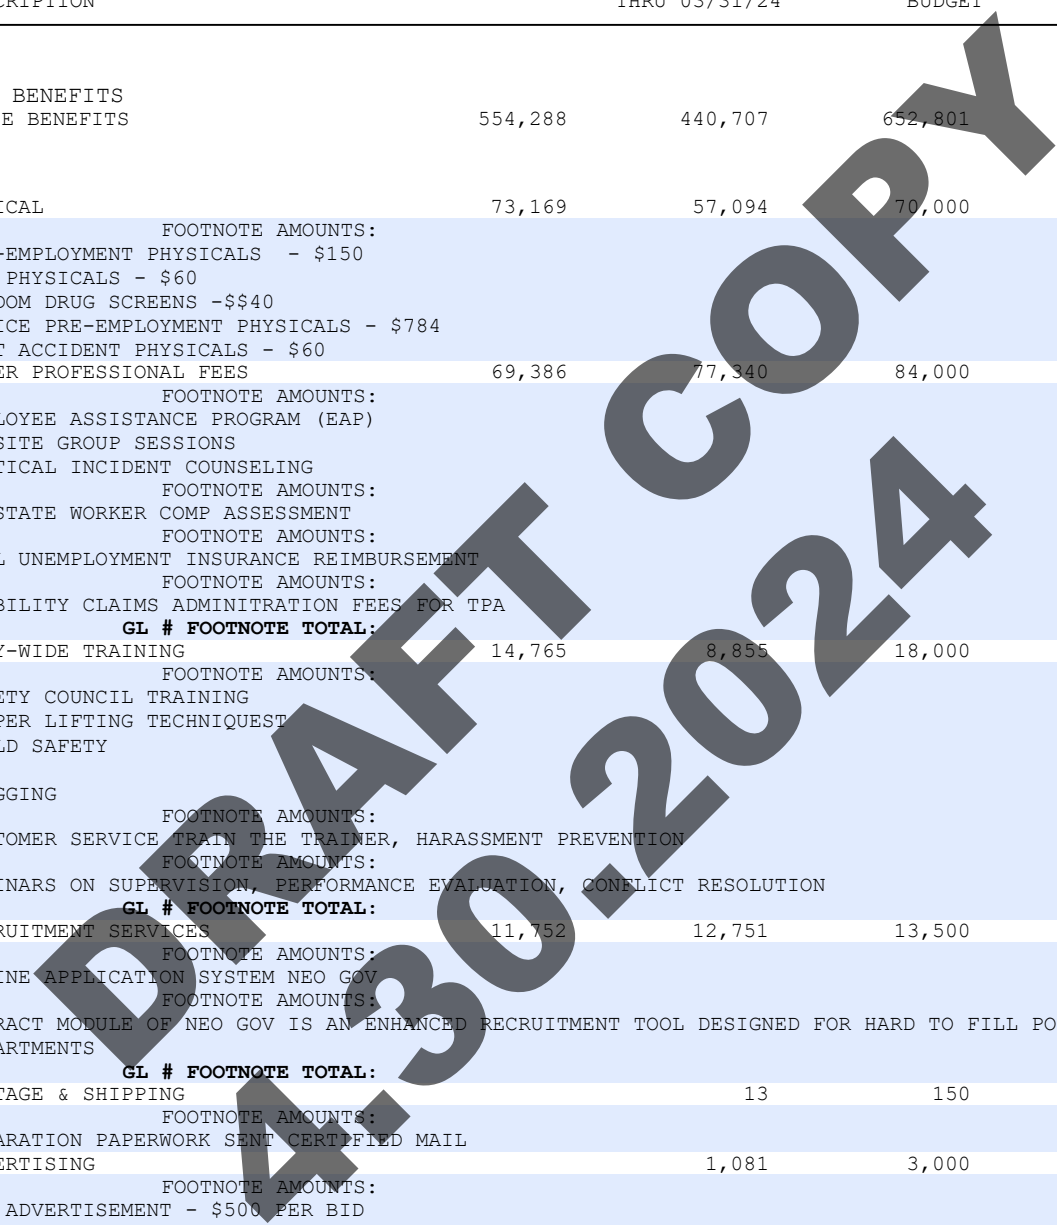 CRIPTION THRU 03/31/24 BUDGET
BENEFITS
E BENEFITS 554,288 440,707 652,801
ICAL 73,169 57,094 70,000
FOOTNOTE AMOUNTS:
-EMPLOYMENT PHYSICALS - $150
PHYSICALS - $60
DOM DRUG SCREENS -$$40
ICE PRE-EMPLOYMENT PHYSICALS - $784
T ACCIDENT PHYSICALS - $60
ER PROFESSIONAL FEES 69,386 77,340 84,000
FOOTNOTE AMOUNTS:
LOYEE ASSISTANCE PROGRAM (EAP)
SITE GROUP SESSIONS
TICAL INCIDENT COUNSELING
FOOTNOTE AMOUNTS:
STATE WORKER COMP ASSESSMENT
FOOTNOTE AMOUNTS:
L UNEMPLOYMENT INSURANCE REIMBURSEMENT
FOOTNOTE AMOUNTS:
BILITY CLAIMS ADMINITRATION FEES FOR TPA
GL # FOOTNOTE TOTAL:
Y-WIDE TRAINING 14,765 8,855 18,000
FOOTNOTE AMOUNTS:
ETY COUNCIL TRAINING
PER LIFTING TECHNIQUEST
LD SAFETY
GGING
FOOTNOTE AMOUNTS:
TOMER SERVICE TRAIN THE TRAINER, HARASSMENT PREVENTION
FOOTNOTE AMOUNTS:
INARS ON SUPERVISION, PERFORMANCE EVALUATION, CONFLICT RESOLUTION
GL # FOOTNOTE TOTAL:
RUITMENT SERVICES 11,752 12,751 13,500
FOOTNOTE AMOUNTS:
INE APPLICATION SYSTEM NEO GOV
FOOTNOTE AMOUNTS:
RACT MODULE OF NEO GOV IS AN ENHANCED RECRUITMENT TOOL DESIGNED FOR HARD TO FILL PO
ARTMENTS
GL # FOOTNOTE TOTAL:
TAGE & SHIPPING 13 150
FOOTNOTE AMOUNTS:
ARATION PAPERWORK SENT CERTIFIED MAIL
ERTISING 1,081 3,000
FOOTNOTE AMOUNTS:
ADVERTISEMENT - $500 PER BID
DRAFT COPY
4.30.2024